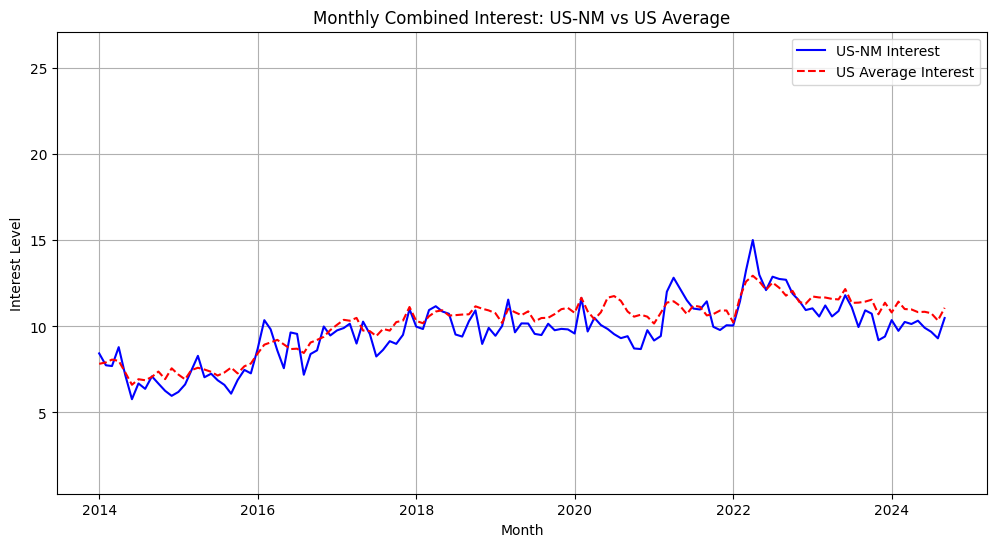 Monthly Combined Interest: US-NM vs US Average
US-NM Interest
US Average Interest
25
20
15
10
5
Interest Level
2014 2016 2018 2020 2022 2024
Month